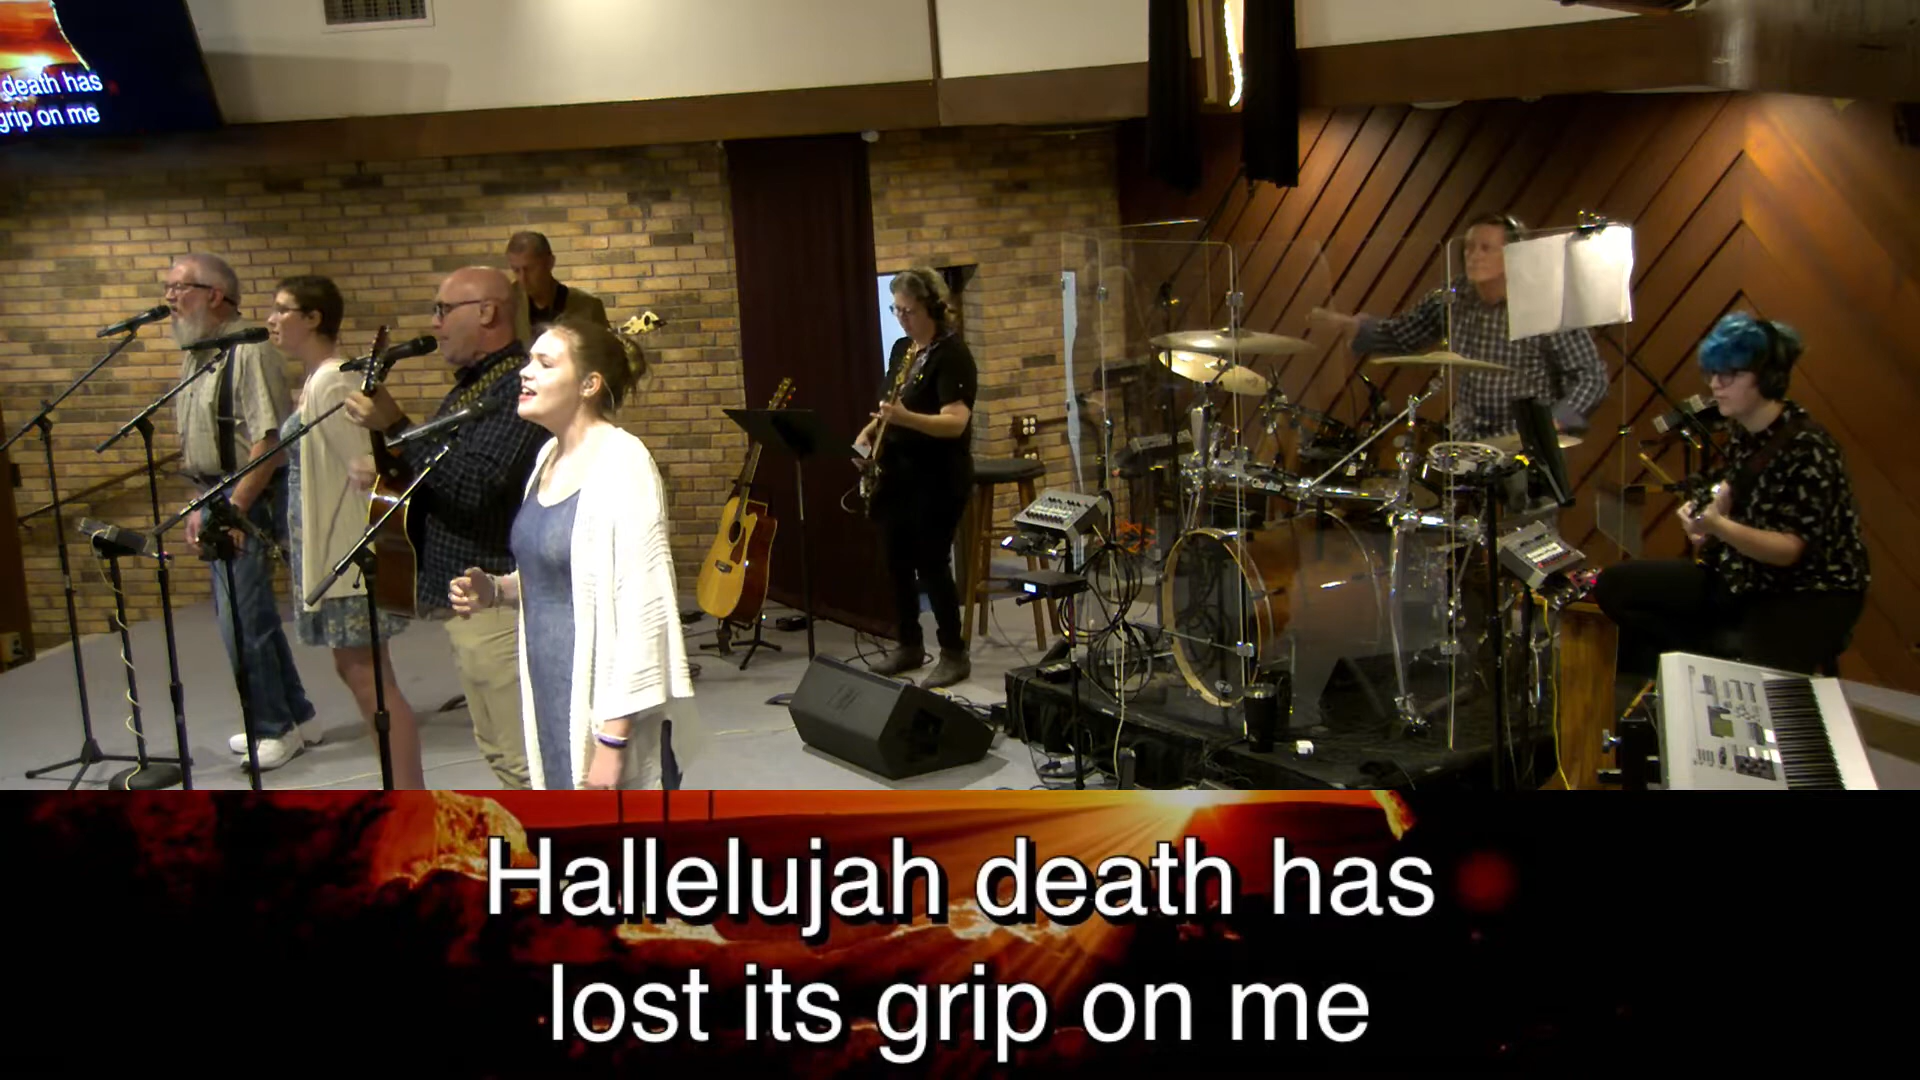 death has
grip on me
Hallelujah death has
lost its grip on me